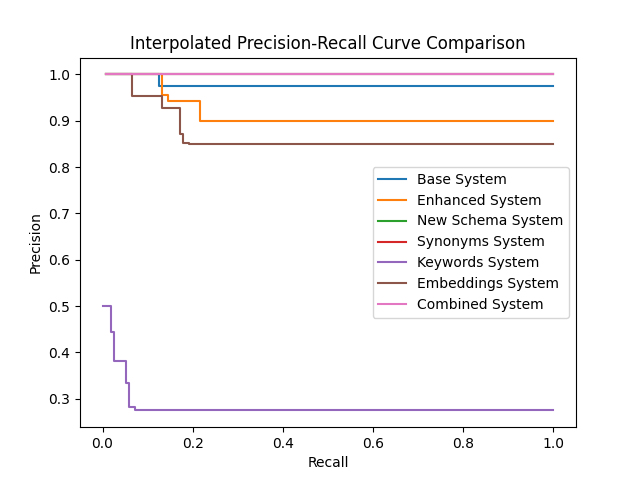 Interpolated Precision-Recall Curve Comparison
1.0
0.9
0.8
0.7
0.6
0.5
0.4
0.3
Precision
Base System
Enhanced System
New Schema System
Synonyms System
Keywords System
Embeddings System
Combined System
0.0 0.2 0.4 0.6 0.8 1.0
Recall